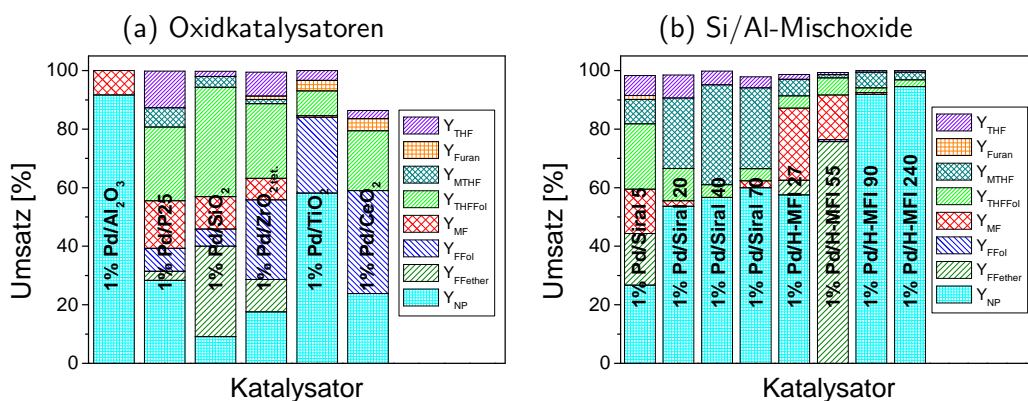 (a) Oxidkatalysatoren
Umsatz [%]
100
80
60
40
20
0
1% Pd/Al2O3
1% Pd/P25
1% Pd/SiO2
1% Pd/ZrO2 tet.
1% Pd/TiO2
1% Pd/CeO2
Katalysator
YTHF
YFuran
YMTHF
YTHFFol
YMF
YFFol
YFFether
YNP
(b) Si/Al-Mischoxide
Umsatz [%]
100
80
60
40
20
0
1% Pd/Siral 5
1% Pd/Siral 20
1% Pd/Siral 40
1% Pd/Siral 70
1% Pd/H-MFI 27
1% Pd/H-MFI 55
1% Pd/H-MFI 90
1% Pd/H-MFI 240
Katalysator
YTHF
YFuran
YMTHF
YTHFFol
YMF
YFFol
YFFether
YNP